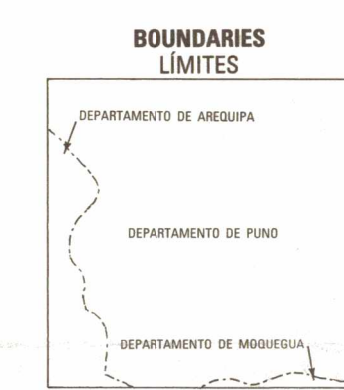 BOUNDARIES
LÍMITES
DEPARTAMENTO DE AREQUIPA
DEPARTAMENTO DE PUNO
DEPARTAMENTO DE MOQUEGUA